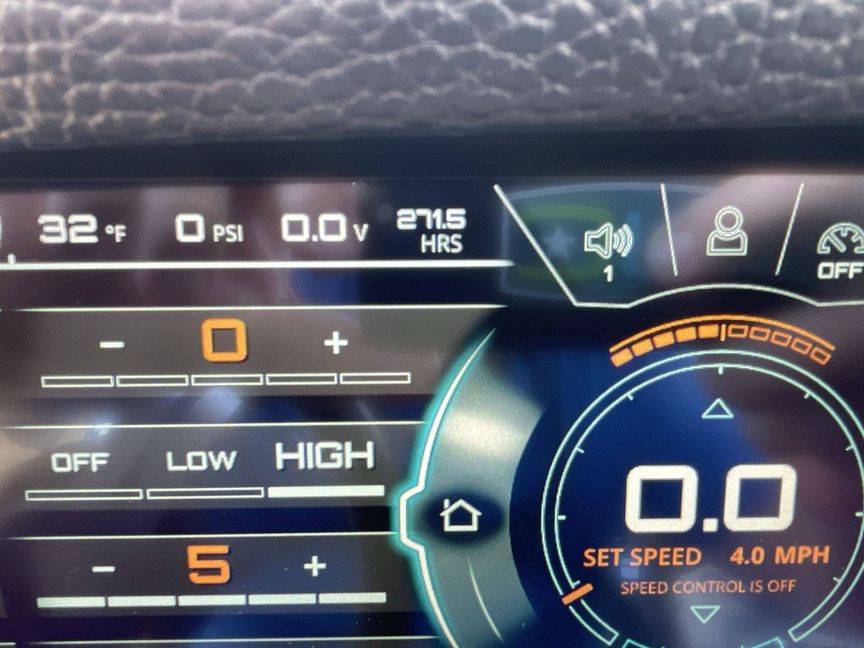 32 °F 0 PSI 0.0 V 271.5 HRS
1
OFF
- 0 +
OFF LOW HIGH
0.0
SET SPEED 4.0 MPH
- 5 +
SPEED CONTROL IS OFF